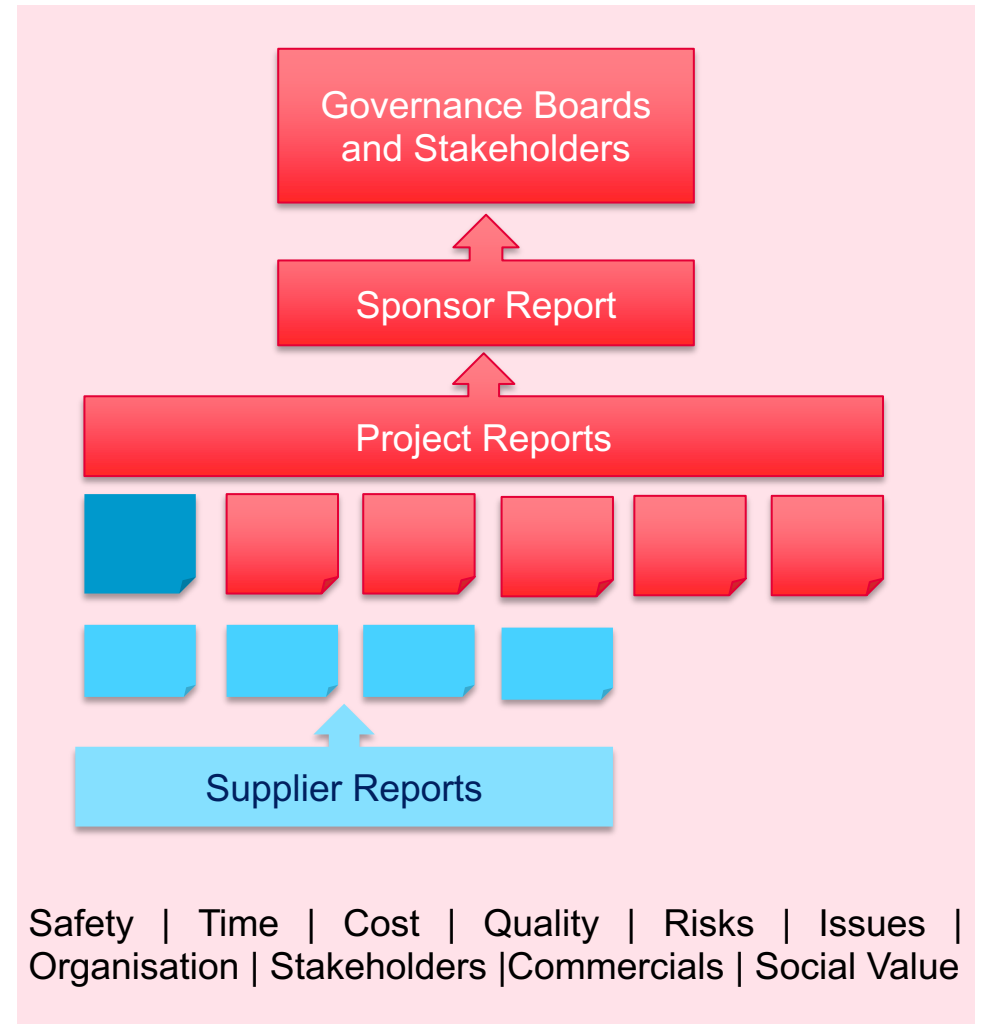 Governance Boards
and Stakeholders
Sponsor Report
Project Reports
Supplier Reports
Safety | Time | Cost | Quality | Risks | Issues |
Organisation | Stakeholders |Commercials | Social Value